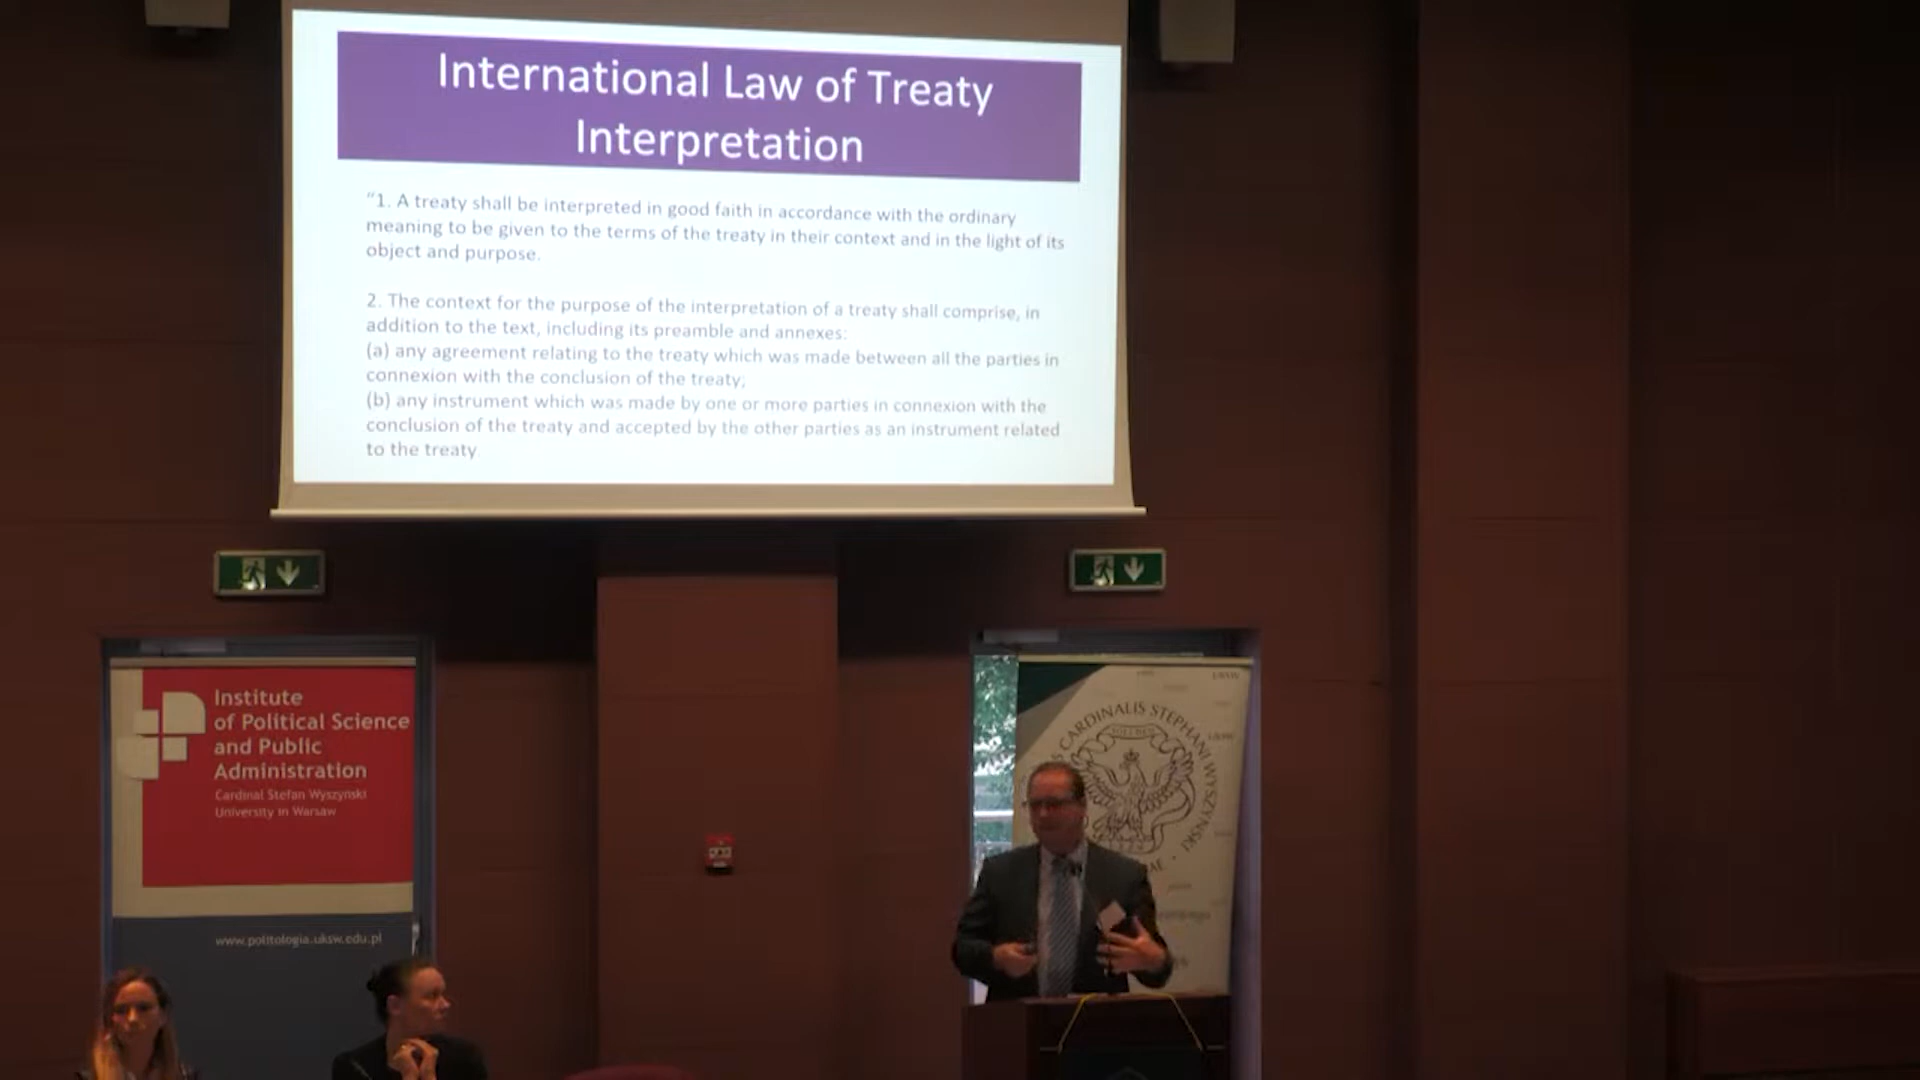 International Law of Treaty
Interpretation
“1. A treaty shall be interpreted in good faith in accordance with the ordinary
meaning to be given to the terms of the treaty in their context and in the light of its
object and purpose.
2. The context for the purpose of the interpretation of a treaty shall comprise, in
addition to the text, including its preamble and annexes:
(a) any agreement relating to the treaty which was made between all the parties in
connexion with the conclusion of the treaty;
(b) any instrument which was made by one or more parties in connexion with the
conclusion of the treaty and accepted by the other parties as an instrument related
to the treaty
Institute
of Political Science
and Public
Administration
Cardinal Stefan Wyszyński
University in Warsaw
www.politologia.uksw.edu.pl
CARDINALIS STEPHANI WYSZYŃSKI